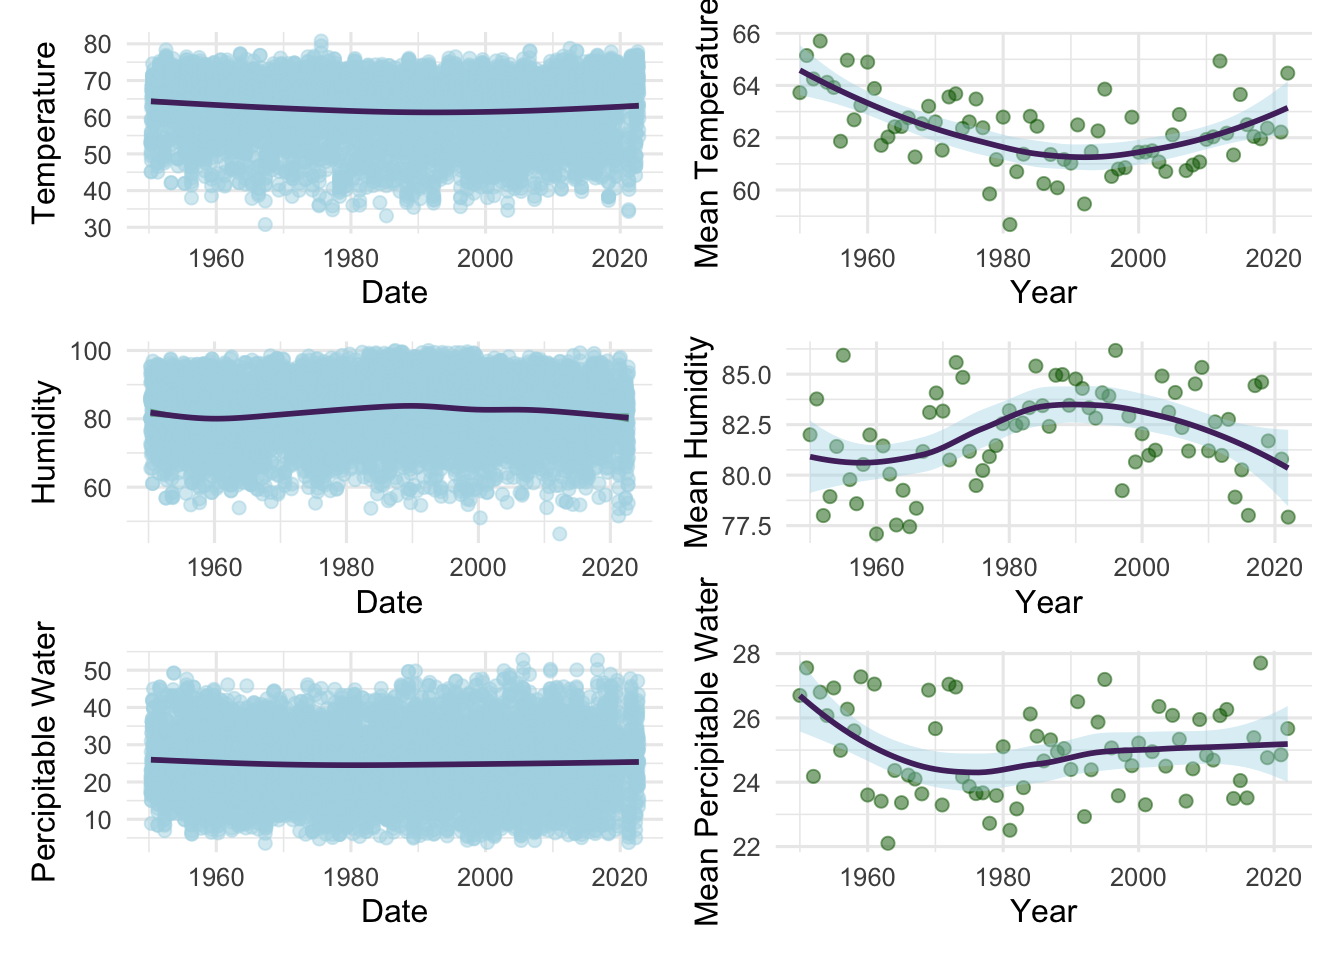 Temperature
80
70
60
50
40
30
1960 1980 2000 2020
Date
Mean Temperature
66
64
62
60
1960 1980 2000 2020
Year
Humidity
100
80
60
1960 1980 2000 2020
Date
Mean Humidity
85.0
82.5
80.0
77.5
1960 1980 2000 2020
Year
Percipitable Water
50
40
30
20
10
1960 1980 2000 2020
Date
Mean Percipitable Water
28
26
24
22
1960 1980 2000 2020
Year